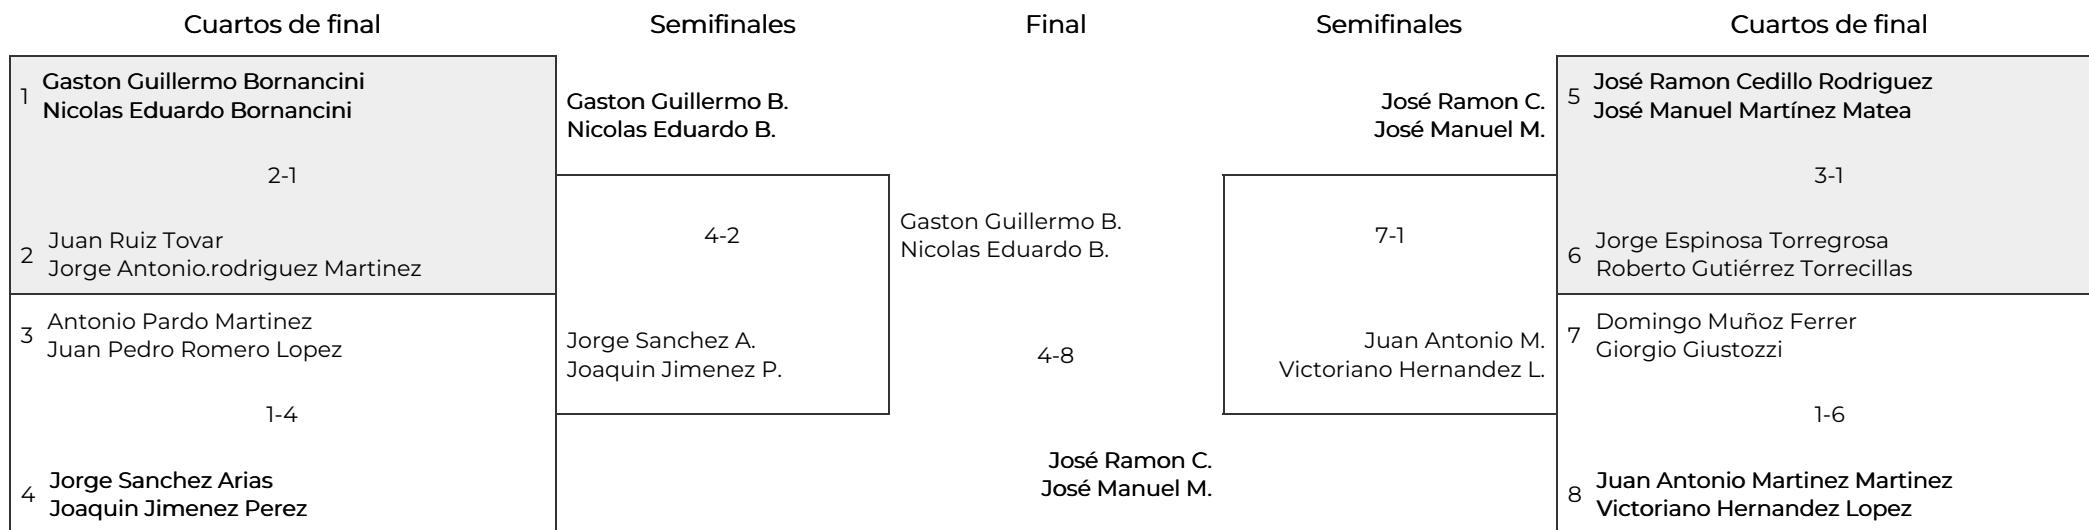 Cuartos de final
Semifinales
Final
Semifinales
Cuartos de final
1
Gaston Guillermo Bornancini
Nicolas Eduardo Bornancini
2-1
2
Juan Ruiz Tovar
Jorge Antonio.rodriguez Martinez
3
Antonio Pardo Martinez
Juan Pedro Romero Lopez
1-4
4
Jorge Sanchez Arias
Joaquin Jimenez Perez
Gaston Guillermo B.
Nicolas Eduardo B.
4-2
Jorge Sanchez A.
Joaquin Jimenez P.
Gaston Guillermo B.
Nicolas Eduardo B.
4-8
José Ramon C.
José Manuel M.
José Ramon C.
José Manuel M.
7-1
Juan Antonio M.
Victoriano Hernandez L.
5
José Ramon Cedillo Rodriguez
José Manuel Martínez Matea
3-1
6
Jorge Espinosa Torregrosa
Roberto Gutiérrez Torrecillas
7
Domingo Muñoz Ferrer
Giorgio Giustozzi
1-6
8
Juan Antonio Martinez Martinez
Victoriano Hernandez Lopez